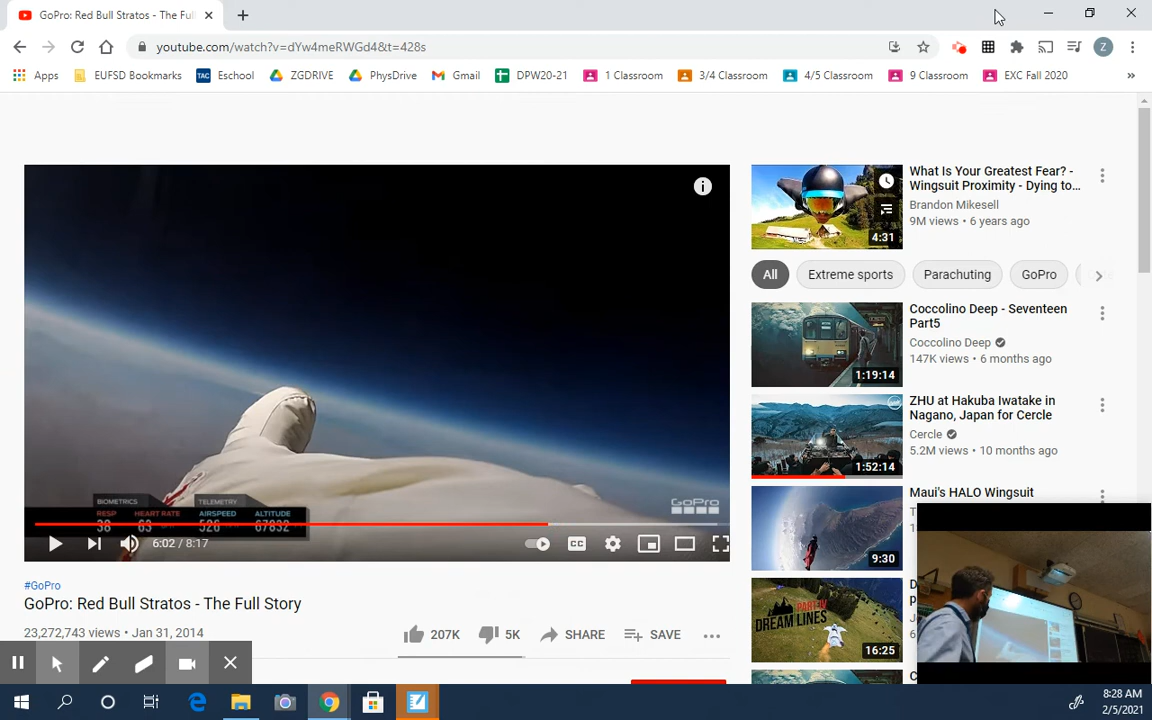 GoPro: Red Bull Stratos - The Ful
youtube.com/watch?v=dYw4meRWGd4&t=428s
Z
Apps
EUFSD Bookmarks
TAC
Eschool
ZGDRIVE
PhysDrive
Gmail
DPW20-21
1 Classroom
3/4 Classroom
4/5 Classroom
9 Classroom
EXC Fall 2020
BIOMETRICS
TELEMETRY
RESP
HEART RATE
AIRSPEED
ALTITUDE
38
63
526
67832
GoPro
6:02 / 8:17
CC
#GoPro
GoPro: Red Bull Stratos - The Full Story
23,272,743 views • Jan 31, 2014
207K
5K
SHARE
SAVE
4:31
What Is Your Greatest Fear? -
Wingsuit Proximity - Dying to...
Brandon Mikesell
9M views • 6 years ago
All
Extreme sports
Parachuting
GoPro
1:19:14
Coccolino Deep - Seventeen
Part5
Coccolino Deep
147K views • 6 months ago
1:52:14
ZHU at Hakuba Iwatake in
Nagano, Japan for Cercle
Cercle
5.2M views • 10 months ago
9:30
Maui's HALO Wingsuit
PART IV
DREAM LINES
16:25
8:28 AM
2/5/2021